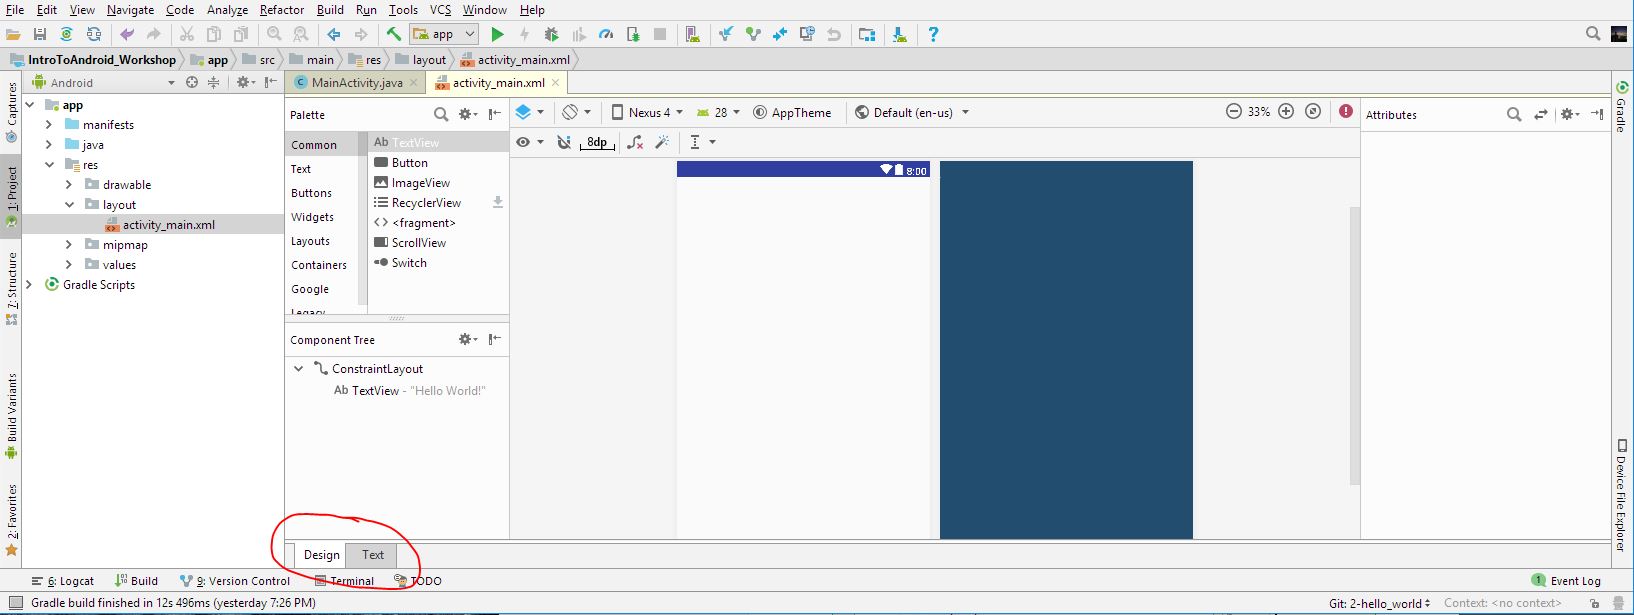 File Edit View Navigate Code Analyze Refactor Build Run Tools VCS Window Help
app
IntroToAndroid_Workshop app src main res layout activity_main.xml
Android
MainActivity.java activity_main.xml
Captures
1: Project
7: Structure
Build Variants
2: Favorites
app
manifests
java
res
drawable
layout
activity_main.xml
mipmap
values
Gradle Scripts
Palette
Common
Text
Buttons
Widgets
Layouts
Containers
Google
Legacy
Ab TextView
Button
ImageView
RecyclerView
<fragment>
ScrollView
Switch
Component Tree
ConstraintLayout
Ab TextView - "Hello World!"
Nexus 4 28 AppTheme Default (en-us) 33%
8dp
8:00
Attributes
Gradle
Device File Explorer
Design Text
6: Logcat Build 9: Version Control Terminal TODO
1 Event Log
Gradle build finished in 12s 496ms (yesterday 7:26 PM)
Git: 2-hello_world Context: <no context>